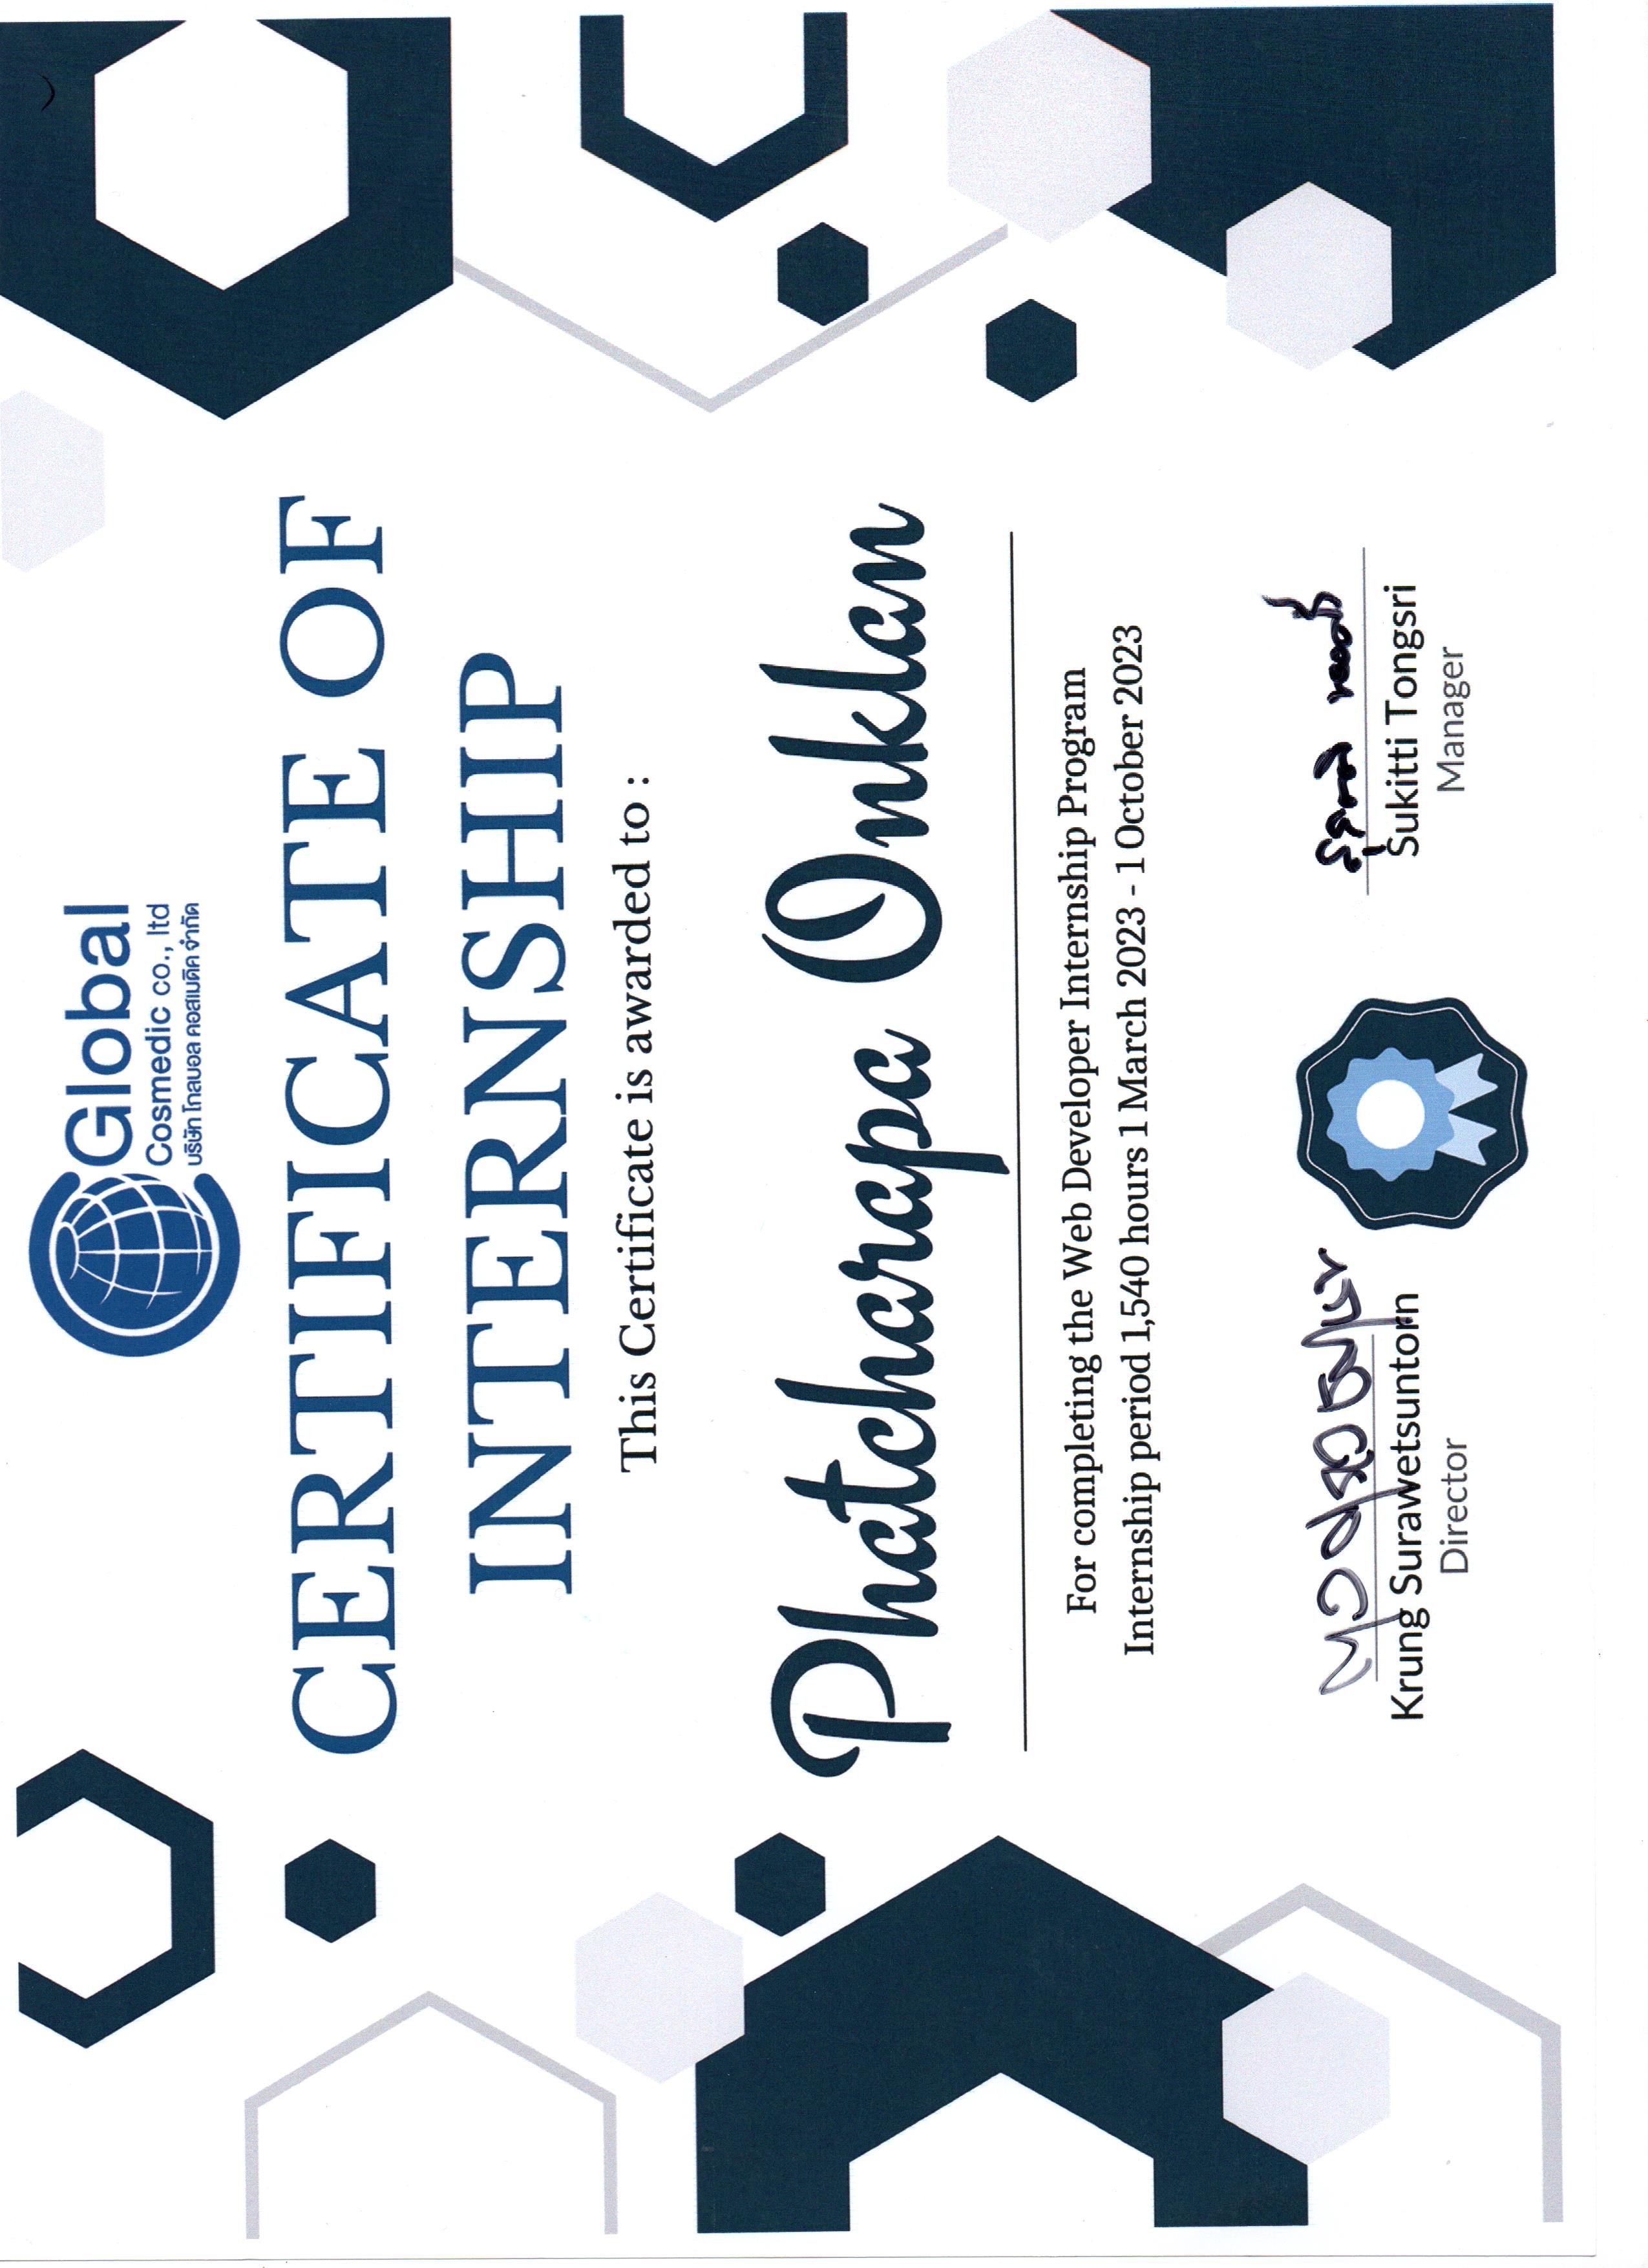 Global
Cosmedic co., ltd
บริษัท โกลบอล คอสเมดิค จำกัด
CERTIFICATE OF
INTERNSHIP
This Certificate is awarded to :
Phatcharapa Onklan
For completing the Web Developer Internship Program
Internship period 1,540 hours 1 March 2023 - 1 October 2023
Krung Surawetsuntorn
Director
Sukitti Tongsri
Manager